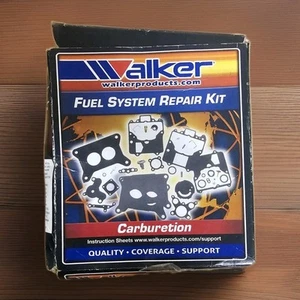 Walker
walkerproducts.com
FUEL SYSTEM REPAIR KIT
Carburetion
Instruction Sheets www.walkerproducts.com/support
QUALITY · COVERAGE · SUPPORT